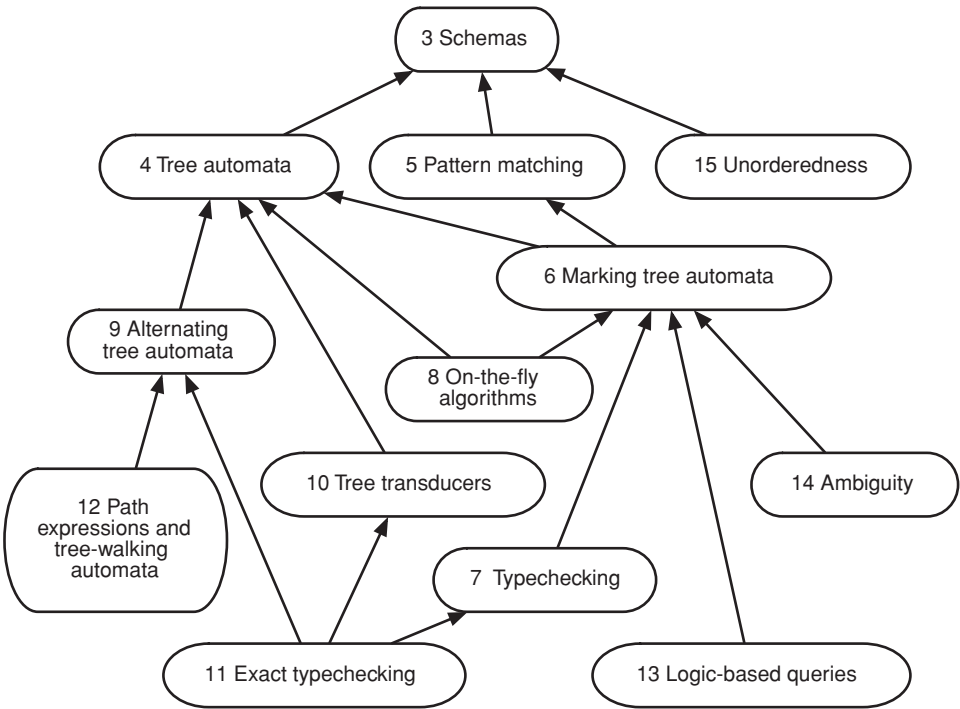 3 Schemas
4 Tree automata
5 Pattern matching
15 Unorderedness
6 Marking tree automata
9 Alternating
tree automata
8 On-the-fly
algorithms
10 Tree transducers
14 Ambiguity
12 Path
expressions and
tree-walking
automata
7 Typechecking
11 Exact typechecking
13 Logic-based queries